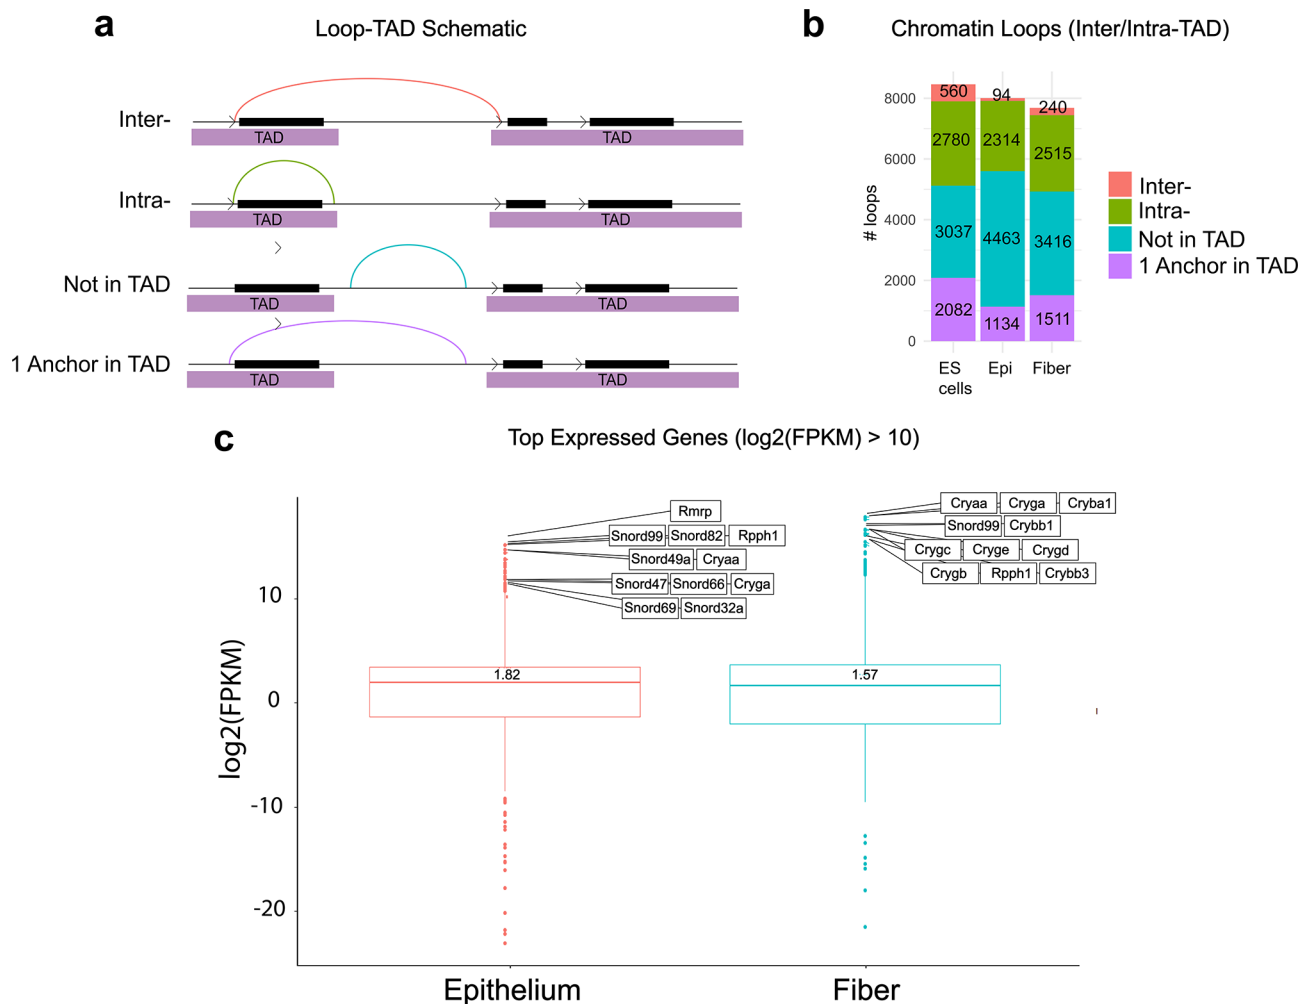 a
Loop-TAD Schematic
Inter-
TAD
TAD
Intra-
TAD
TAD
Not in TAD
TAD
TAD
1 Anchor in TAD
TAD
TAD
b
Chromatin Loops (Inter/Intra-TAD)
# loops
8000
6000
4000
2000
0
560
2780
3037
2082
94
2314
4463
1134
240
2515
3416
1511
ES
cells
Epi
Fiber
Inter-
Intra-
Not in TAD
1 Anchor in TAD
c
Top Expressed Genes (log2(FPKM) > 10)
log2(FPKM)
10
0
-10
-20
Rmrp
Snord99 Snord82 Rpph1
Snord49a Cryaa
Snord47 Snord66 Cryga
Snord69 Snord32a
1.82
Cryaa Cryga Cryba1
Snord99 Crybb1
Crygc Cryge Crygd
Crygb Rpph1 Crybb3
1.57
Epithelium
Fiber